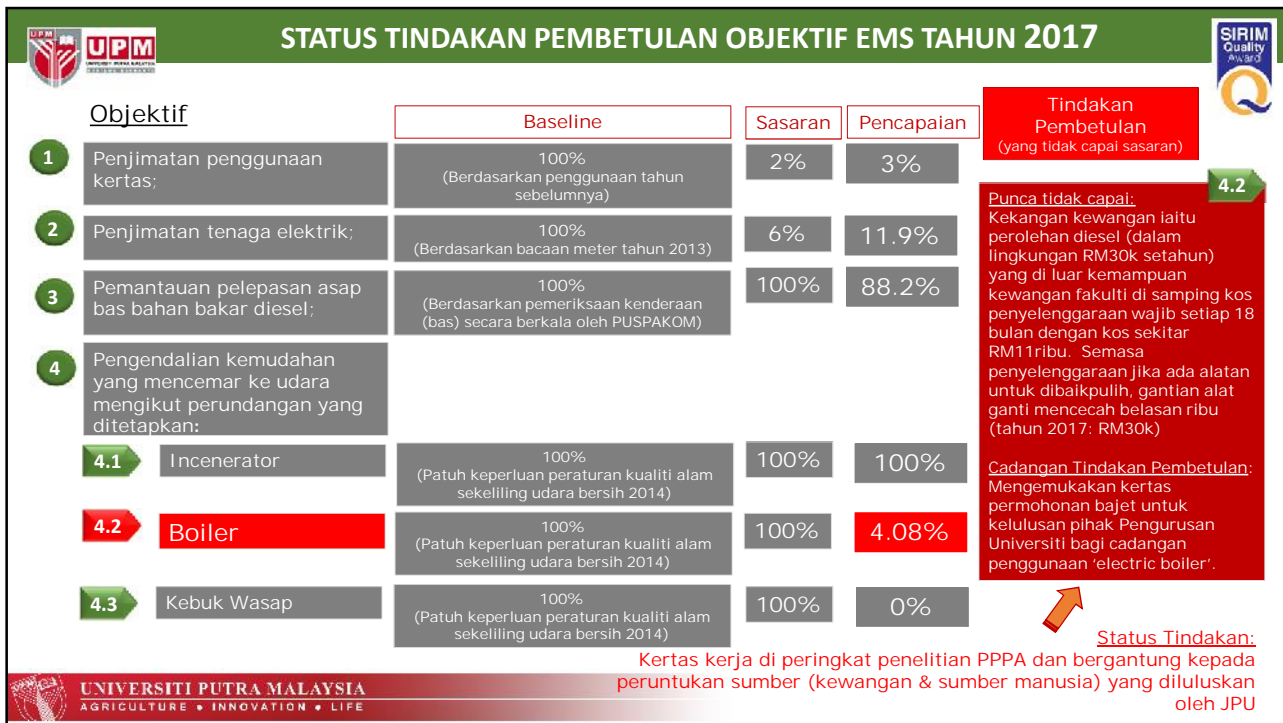 UPM
UPM
UNIVERSITI PUTRA MALAYSIA
STATUS TINDAKAN PEMBETULAN OBJEKTIF EMS TAHUN 2017
SIRIM
Quality
Award
Q
Objektif
Baseline
Sasaran
Pencapaian
Tindakan
Pembetulan
(yang tidak capai sasaran)
1
Penjimatan penggunaan
kertas;
100%
(Berdasarkan penggunaan tahun
sebelumnya)
2%
3%
2
Penjimatan tenaga elektrik;
100%
(Berdasarkan bacaan meter tahun 2013)
6%
11.9%
3
Pemantauan pelepasan asap
bas bahan bakar diesel;
100%
(Berdasarkan pemeriksaan kenderaan
(bas) secara berkala oleh PUSPAKOM)
100%
88.2%
4
Pengendalian kemudahan
yang mencemar ke udara
mengikut perundangan yang
ditetapkan:
4.1
Incenerator
100%
(Patuh keperluan peraturan kualiti alam
sekeliling udara bersih 2014)
100%
100%
4.2
Boiler
100%
(Patuh keperluan peraturan kualiti alam
sekeliling udara bersih 2014)
100%
4.08%
4.3
Kebuk Wasap
100%
(Patuh keperluan peraturan kualiti alam
sekeliling udara bersih 2014)
100%
0%
4.2
Punca tidak capai:
Kekangan kewangan iaitu
perolehan diesel (dalam
lingkungan RM30k setahun)
yang di luar kemampuan
kewangan fakulti di samping kos
penyelenggaraan wajib setiap 18
bulan dengan kos sekitar
RM11ribu. Semasa
penyelenggaraan jika ada alatan
untuk dibaikpulih, gantian alat
ganti mencecah belasan ribu
(tahun 2017: RM30k)
Cadangan Tindakan Pembetulan:
Mengemukakan kertas
permohonan bajet untuk
kelulusan pihak Pengurusan
Universiti bagi cadangan
penggunaan 'electric boiler'.
Status Tindakan:
Kertas kerja di peringkat penelitian PPPA dan bergantung kepada
peruntukan sumber (kewangan & sumber manusia) yang diluluskan
oleh JPU
UNIVERSITI PUTRA MALAYSIA
AGRICULTURE • INNOVATION • LIFE